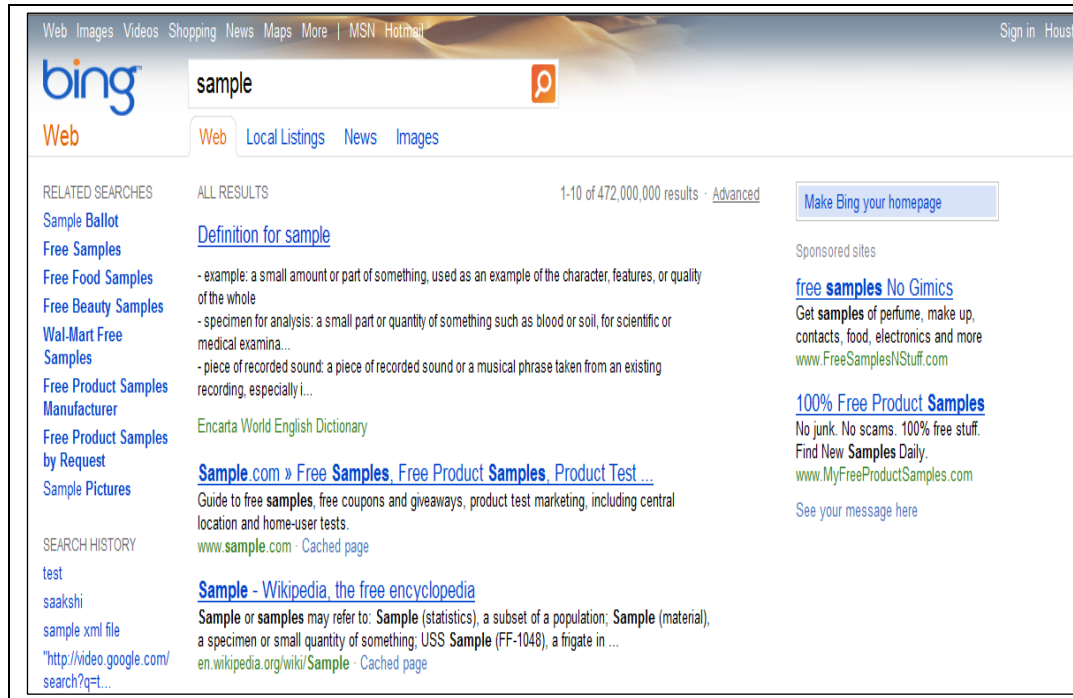 Web Images Videos Shopping News Maps More | MSN Hotmail
Sign in Houst
bing
sample
Web
Web Local Listings News Images
RELATED SEARCHES
Sample Ballot
Free Samples
Free Food Samples
Free Beauty Samples
Wal-Mart Free
Samples
Free Product Samples
Manufacturer
Free Product Samples
by Request
Sample Pictures
SEARCH HISTORY
test
saakshi
sample xml file
"http://video.google.com/
search?q=t...
ALL RESULTS
1-10 of 472,000,000 results · Advanced
Definition for sample
- example: a small amount or part of something, used as an example of the character, features, or quality
of the whole
- specimen for analysis: a small part or quantity of something such as blood or soil, for scientific or
medical examina...
- piece of recorded sound: a piece of recorded sound or a musical phrase taken from an existing
recording, especially i...
Encarta World English Dictionary
Sample.com » Free Samples, Free Product Samples, Product Test ...
Guide to free samples, free coupons and giveaways, product test marketing, including central
location and home-user tests.
www.sample.com · Cached page
Sample - Wikipedia, the free encyclopedia
Sample or samples may refer to: Sample (statistics), a subset of a population; Sample (material),
a specimen or small quantity of something; USS Sample (FF-1048), a frigate in ...
en.wikipedia.org/wiki/Sample · Cached page
Make Bing your homepage
Sponsored sites
free samples No Gimics
Get samples of perfume, make up,
contacts, food, electronics and more
www.FreeSamplesNStuff.com
100% Free Product Samples
No junk. No scams. 100% free stuff.
Find New Samples Daily.
www.MyFreeProductSamples.com
See your message here